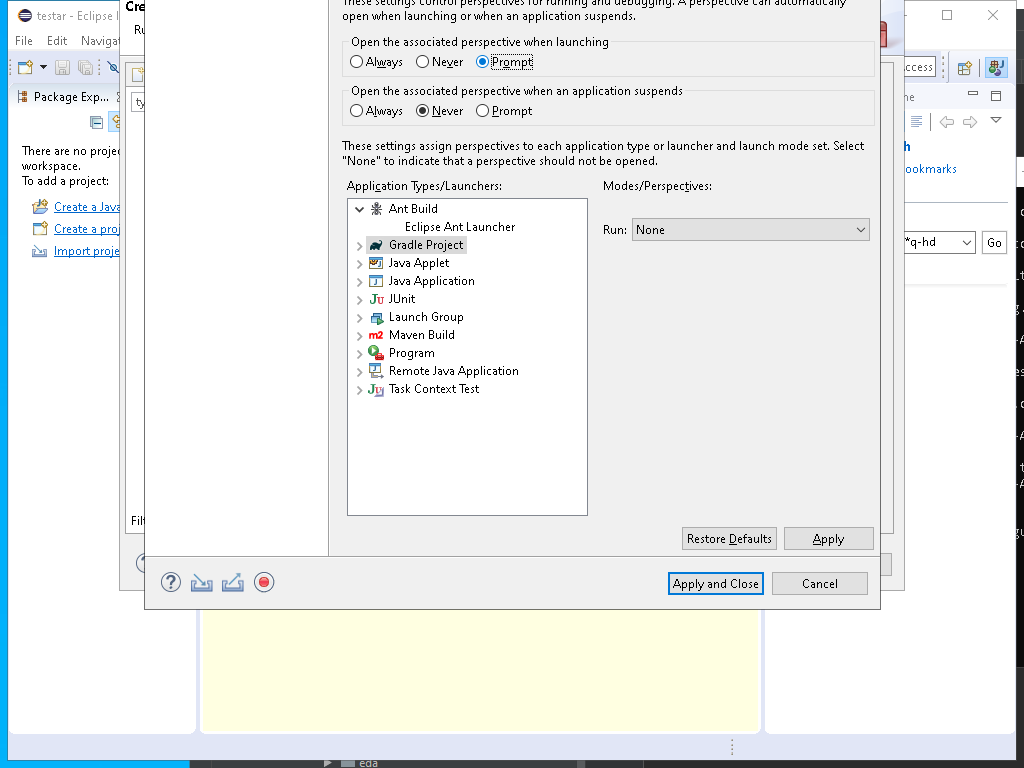 testar - Eclipse I
Cre
File Edit Naviga
Ru
These settings control perspectives for running and debugging. A perspective can automatically
open when launching or when an application suspends.
Open the associated perspective when launching
Always Never Prompt
ccess
Package Exp...
ty
Open the associated perspective when an application suspends
Always Never Prompt
ne
There are no proje
workspace.
To add a project:
Create a Java
Create a proj
Import proje
These settings assign perspectives to each application type or launcher and launch mode set. Select
"None" to indicate that a perspective should not be opened.
h
ookmarks
Application Types/Launchers:
Modes/Perspectives:
Ant Build
Eclipse Ant Launcher
Gradle Project
Java Applet
Java Application
JUnit
Launch Group
m2 Maven Build
Program
Remote Java Application
Task Context Test
Run: None
*q-hd
Go
Filt
Restore Defaults Apply
Apply and Close Cancel
eda